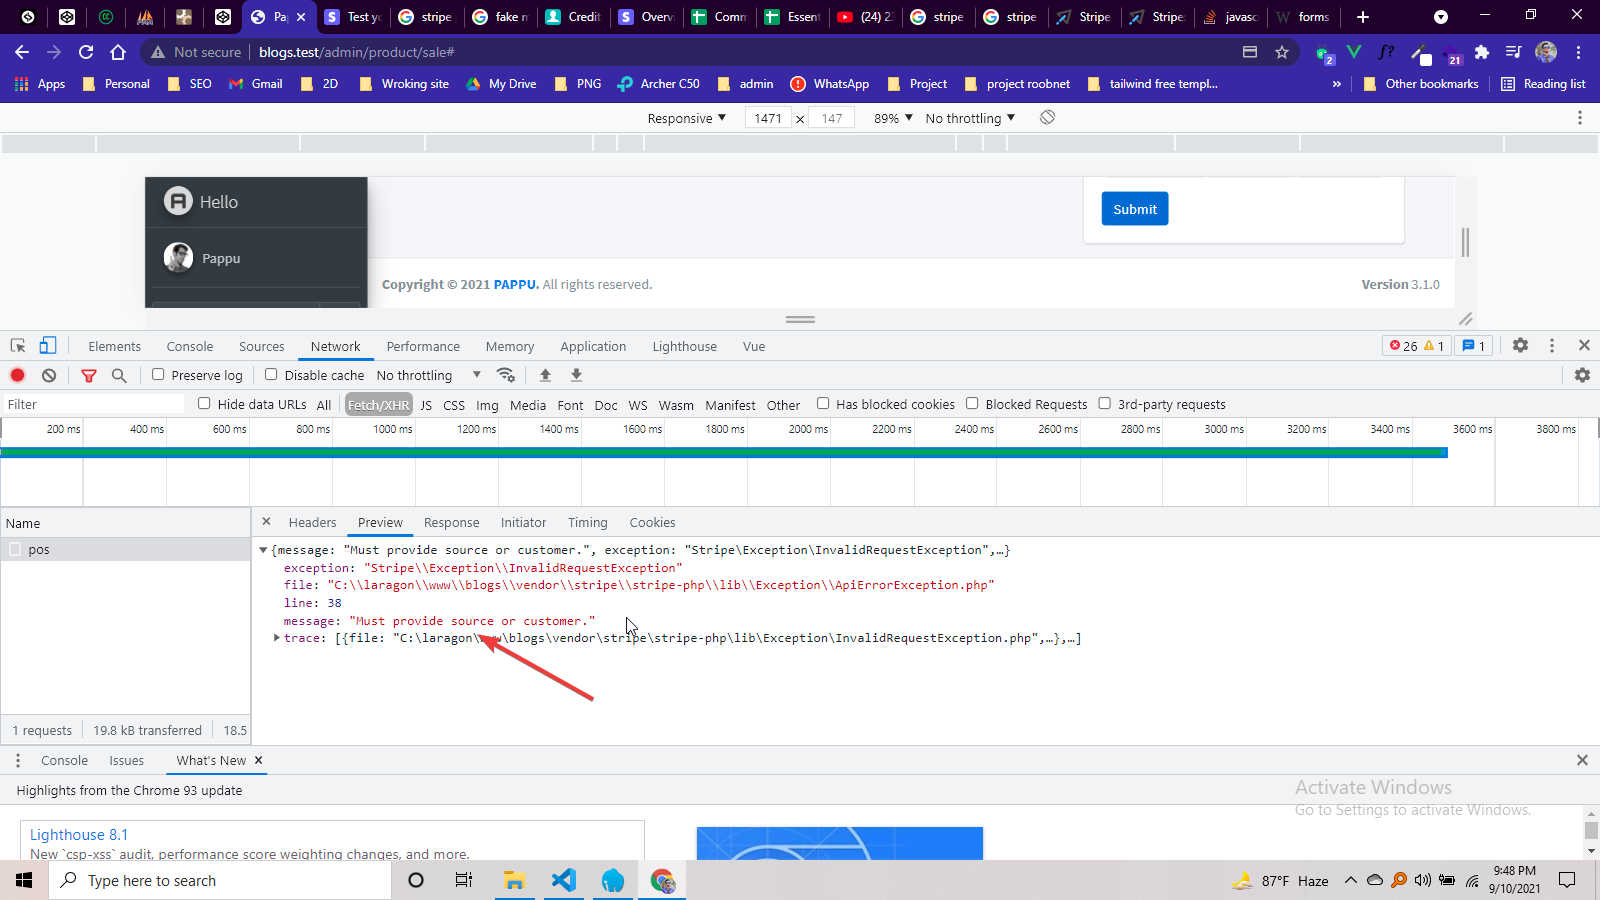 Pa
Test yo
stripe
fake n
Credit
Overv
Comm
Essent
(24) 23
stripe
stripe
Stripe
Stripe
javasc
forms
Not secure
blogs.test/admin/product/sale#
2
f?
21
Apps
Personal
SEO
Gmail
2D
Wroking site
My Drive
PNG
Archer C50
admin
WhatsApp
Project
project roobnet
tailwind free templ...
»
Other bookmarks
Reading list
Responsive ▼
1471 x 147
89% ▼
No throttling ▼
Hello
Submit
Pappu
Copyright © 2021 PAPPU. All rights reserved.
Version 3.1.0
Elements
Console
Sources
Network
Performance
Memory
Application
Lighthouse
Vue
26
1
1
Preserve log
Disable cache
No throttling ▼
Filter
Hide data URLs
All
Fetch/XHR
JS
CSS
Img
Media
Font
Doc
WS
Wasm
Manifest
Other
Has blocked cookies
Blocked Requests
3rd-party requests
200 ms
400 ms
600 ms
800 ms
1000 ms
1200 ms
1400 ms
1600 ms
1800 ms
2000 ms
2200 ms
2400 ms
2600 ms
2800 ms
3000 ms
3200 ms
3400 ms
3600 ms
3800 ms
Name
Headers
Preview
Response
Initiator
Timing
Cookies
pos
{message: "Must provide source or customer.", exception: "Stripe\Exception\InvalidRequestException",…}
exception: "Stripe\\Exception\\InvalidRequestException"
file: "C:\\laragon\\www\\blogs\\vendor\\stripe\\stripe-php\\lib\\Exception\\ApiErrorException.php"
line: 38
message: "Must provide source or customer."
trace: [{file: "C:\laragon\www\blogs\vendor\stripe\stripe-php\lib\Exception\InvalidRequestException.php",…},…]
1 requests
19.8 kB transferred
18.5
Console
Issues
What's New
Highlights from the Chrome 93 update
Activate Windows
Go to Settings to activate Windows.
Lighthouse 8.1
New `csp-xss` audit, performance score weighting changes, and more.
Type here to search
87°F Haze
9:48 PM
9/10/2021